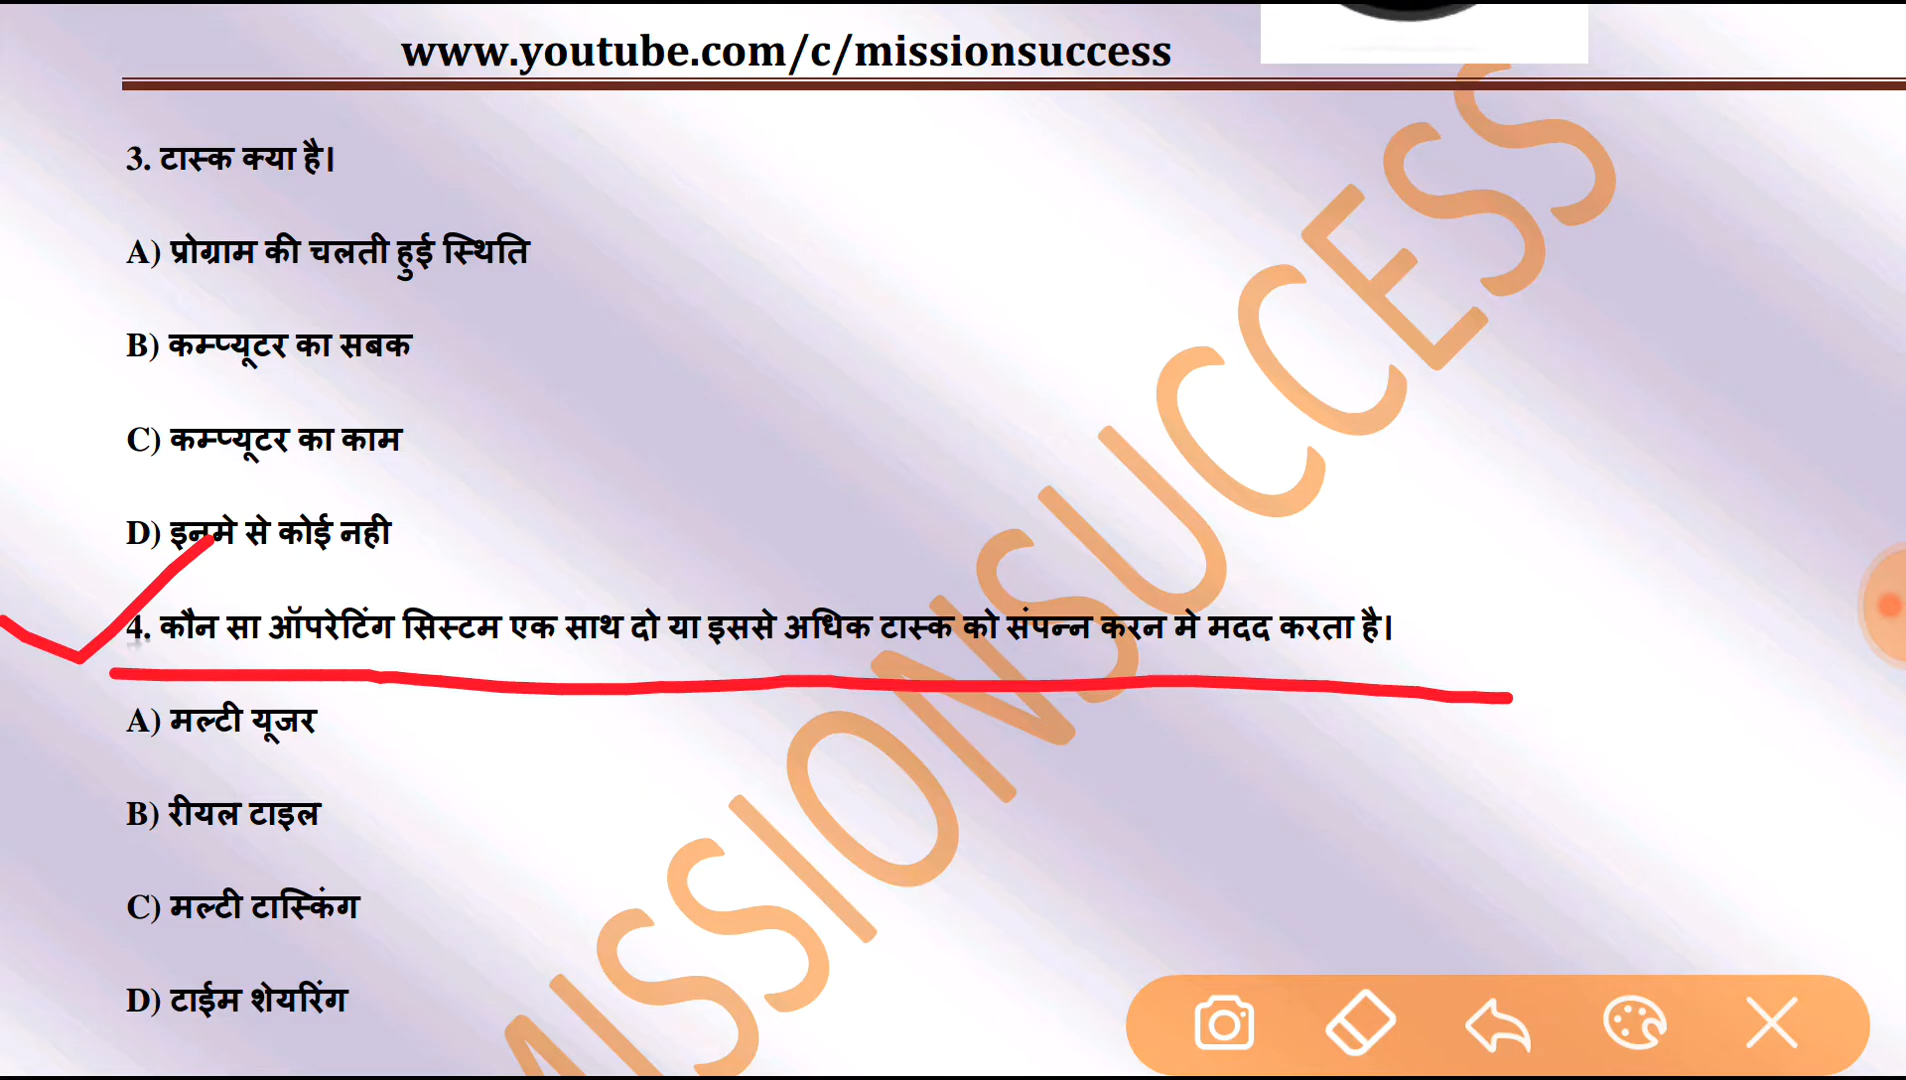 www.youtube.com/c/missionsuccess
3. टास्क क्या है।
A) प्रोग्राम की चलती हुई स्थिति
B) कम्प्यूटर का सबक
C) कम्प्यूटर का काम
D) इनमे से कोई नही
4. कौन सा ऑपरेटिंग सिस्टम एक साथ दो या इससे अधिक टास्क को संपन्न करन मे मदद करता है।
A) मल्टी यूजर
B) रीयल टाइल
C) मल्टी टास्किंग
D) टाईम शेयरिंग
MISSIONSUCCESS